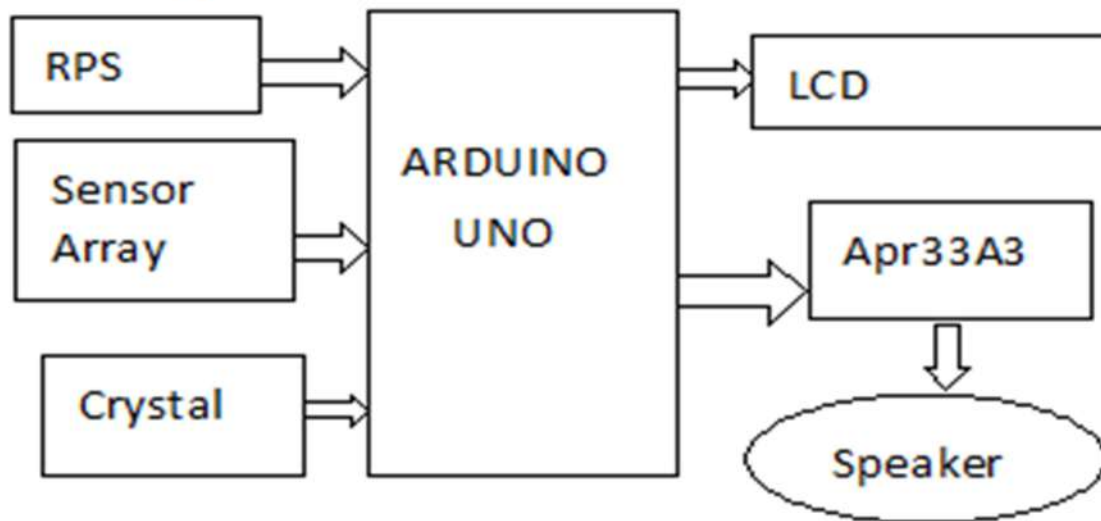 RPS
Sensor
Array
Crystal
ARDUINO
UNO
LCD
Apr33A3
Speaker